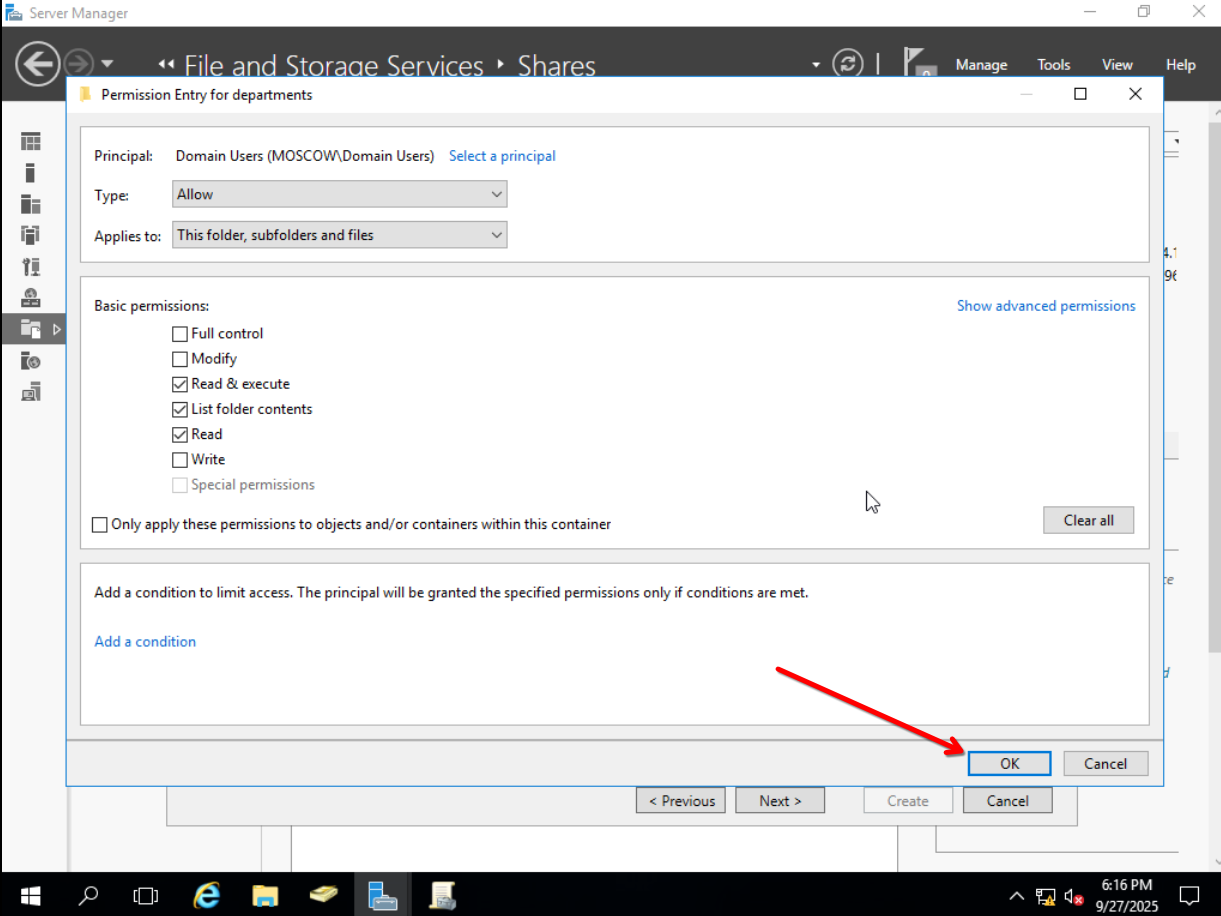 Server Manager
File and Storage Services Shares
Manage Tools View Help
Permission Entry for departments
Principal: Domain Users (MOSCOW\Domain Users) Select a principal
Type: Allow
Applies to: This folder, subfolders and files
Basic permissions: Show advanced permissions
Full control
Modify
Read & execute
List folder contents
Read
Write
Special permissions
Only apply these permissions to objects and/or containers within this container
Clear all
Add a condition to limit access. The principal will be granted the specified permissions only if conditions are met.
Add a condition
OK Cancel
< Previous Next > Create Cancel
6:16 PM
9/27/2025